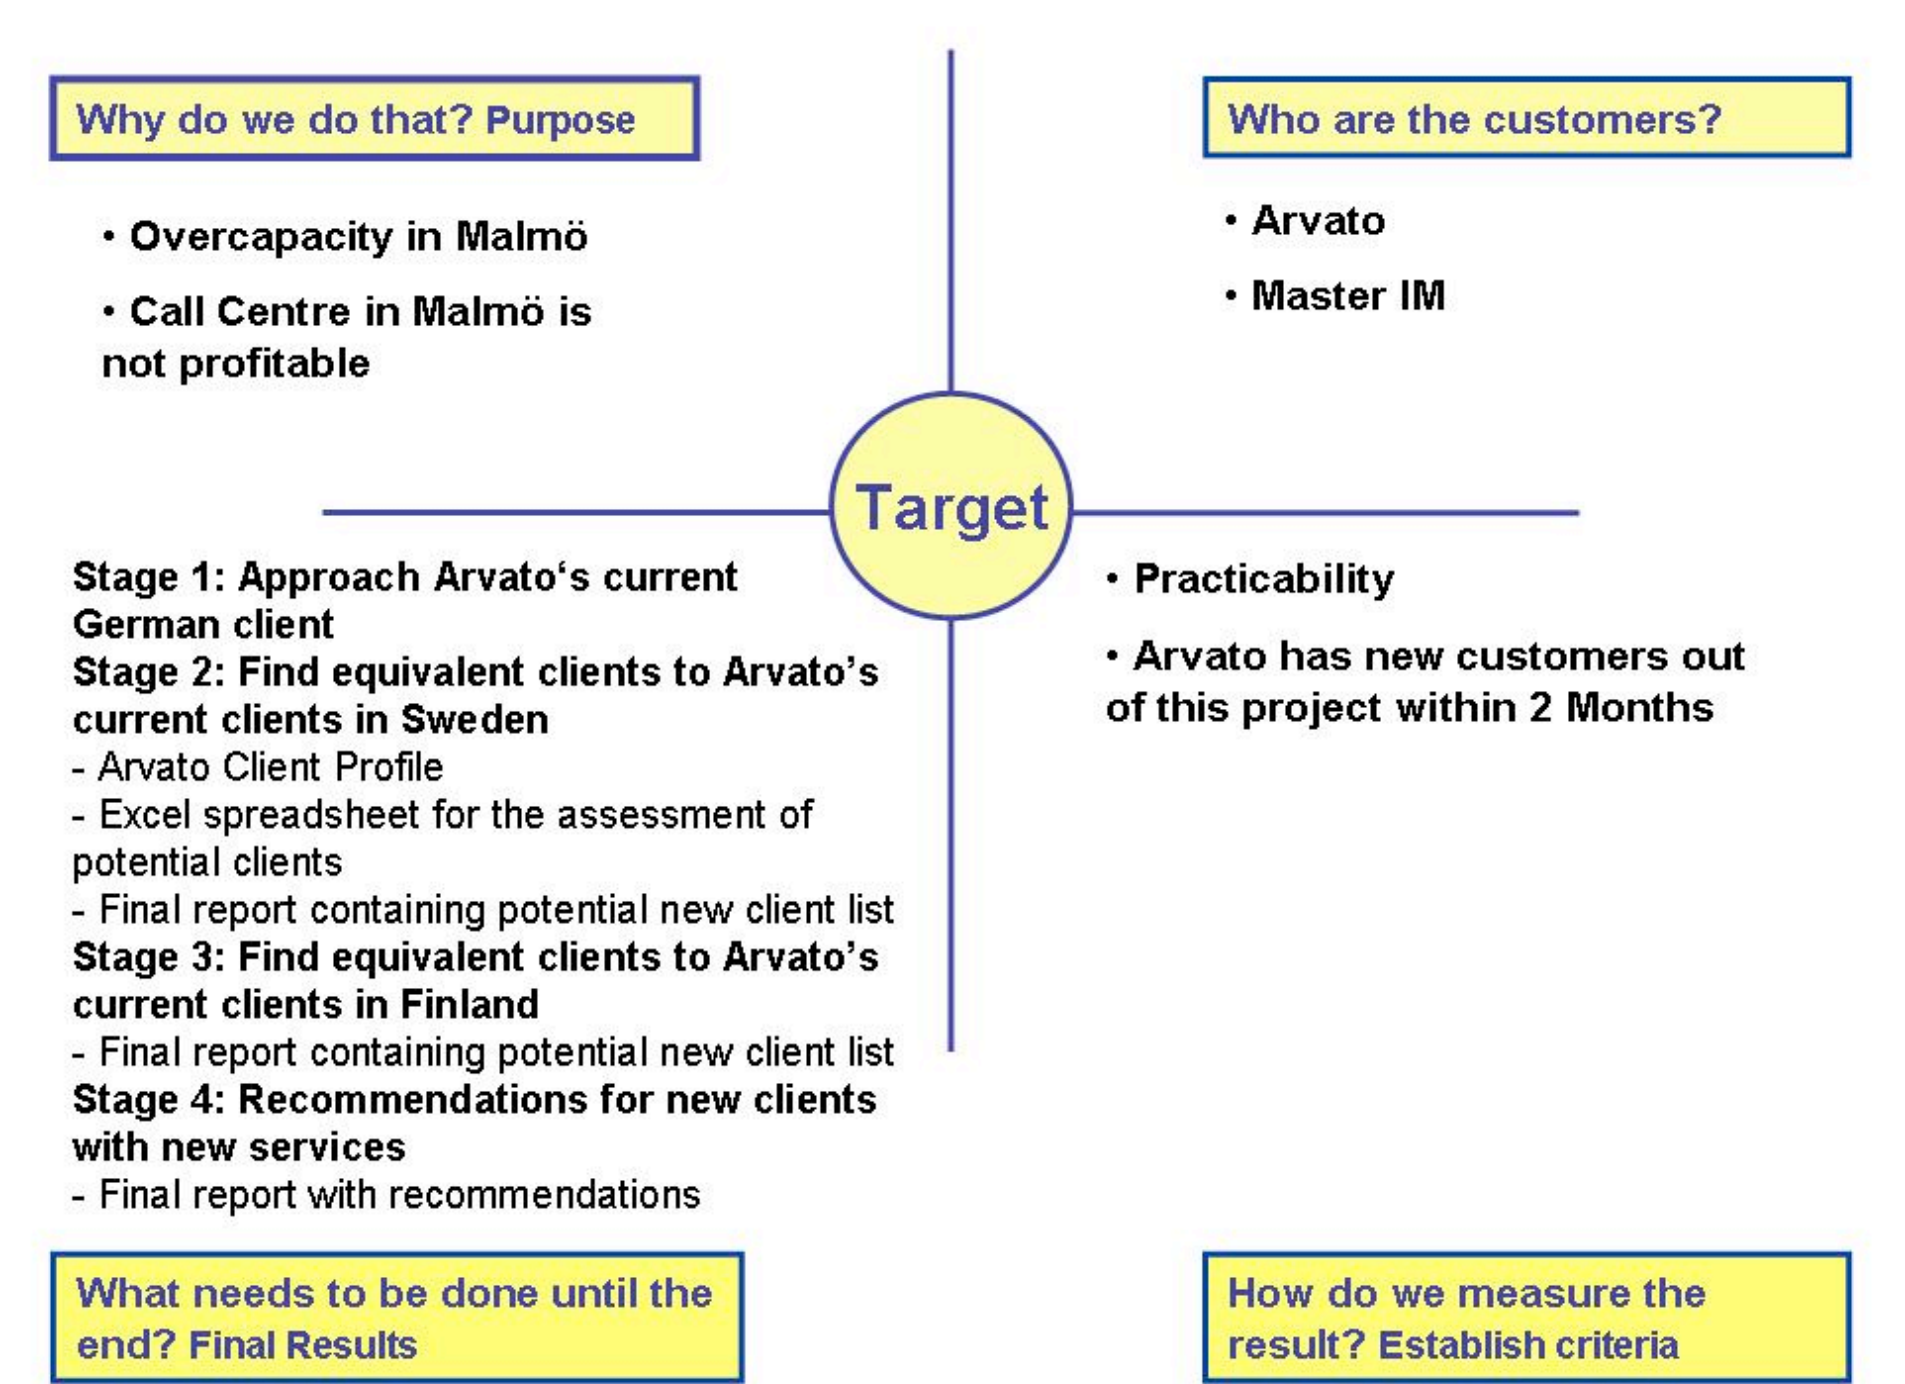 Why do we do that? Purpose
• Overcapacity in Malmö
• Call Centre in Malmö is
not profitable
Who are the customers?
• Arvato
• Master IM
Target
Stage 1: Approach Arvato‘s current
German client
Stage 2: Find equivalent clients to Arvato’s
current clients in Sweden
- Arvato Client Profile
- Excel spreadsheet for the assessment of
potential clients
- Final report containing potential new client list
Stage 3: Find equivalent clients to Arvato’s
current clients in Finland
- Final report containing potential new client list
Stage 4: Recommendations for new clients
with new services
- Final report with recommendations
What needs to be done until the
end? Final Results
• Practicability
• Arvato has new customers out
of this project within 2 Months
How do we measure the
result? Establish criteria